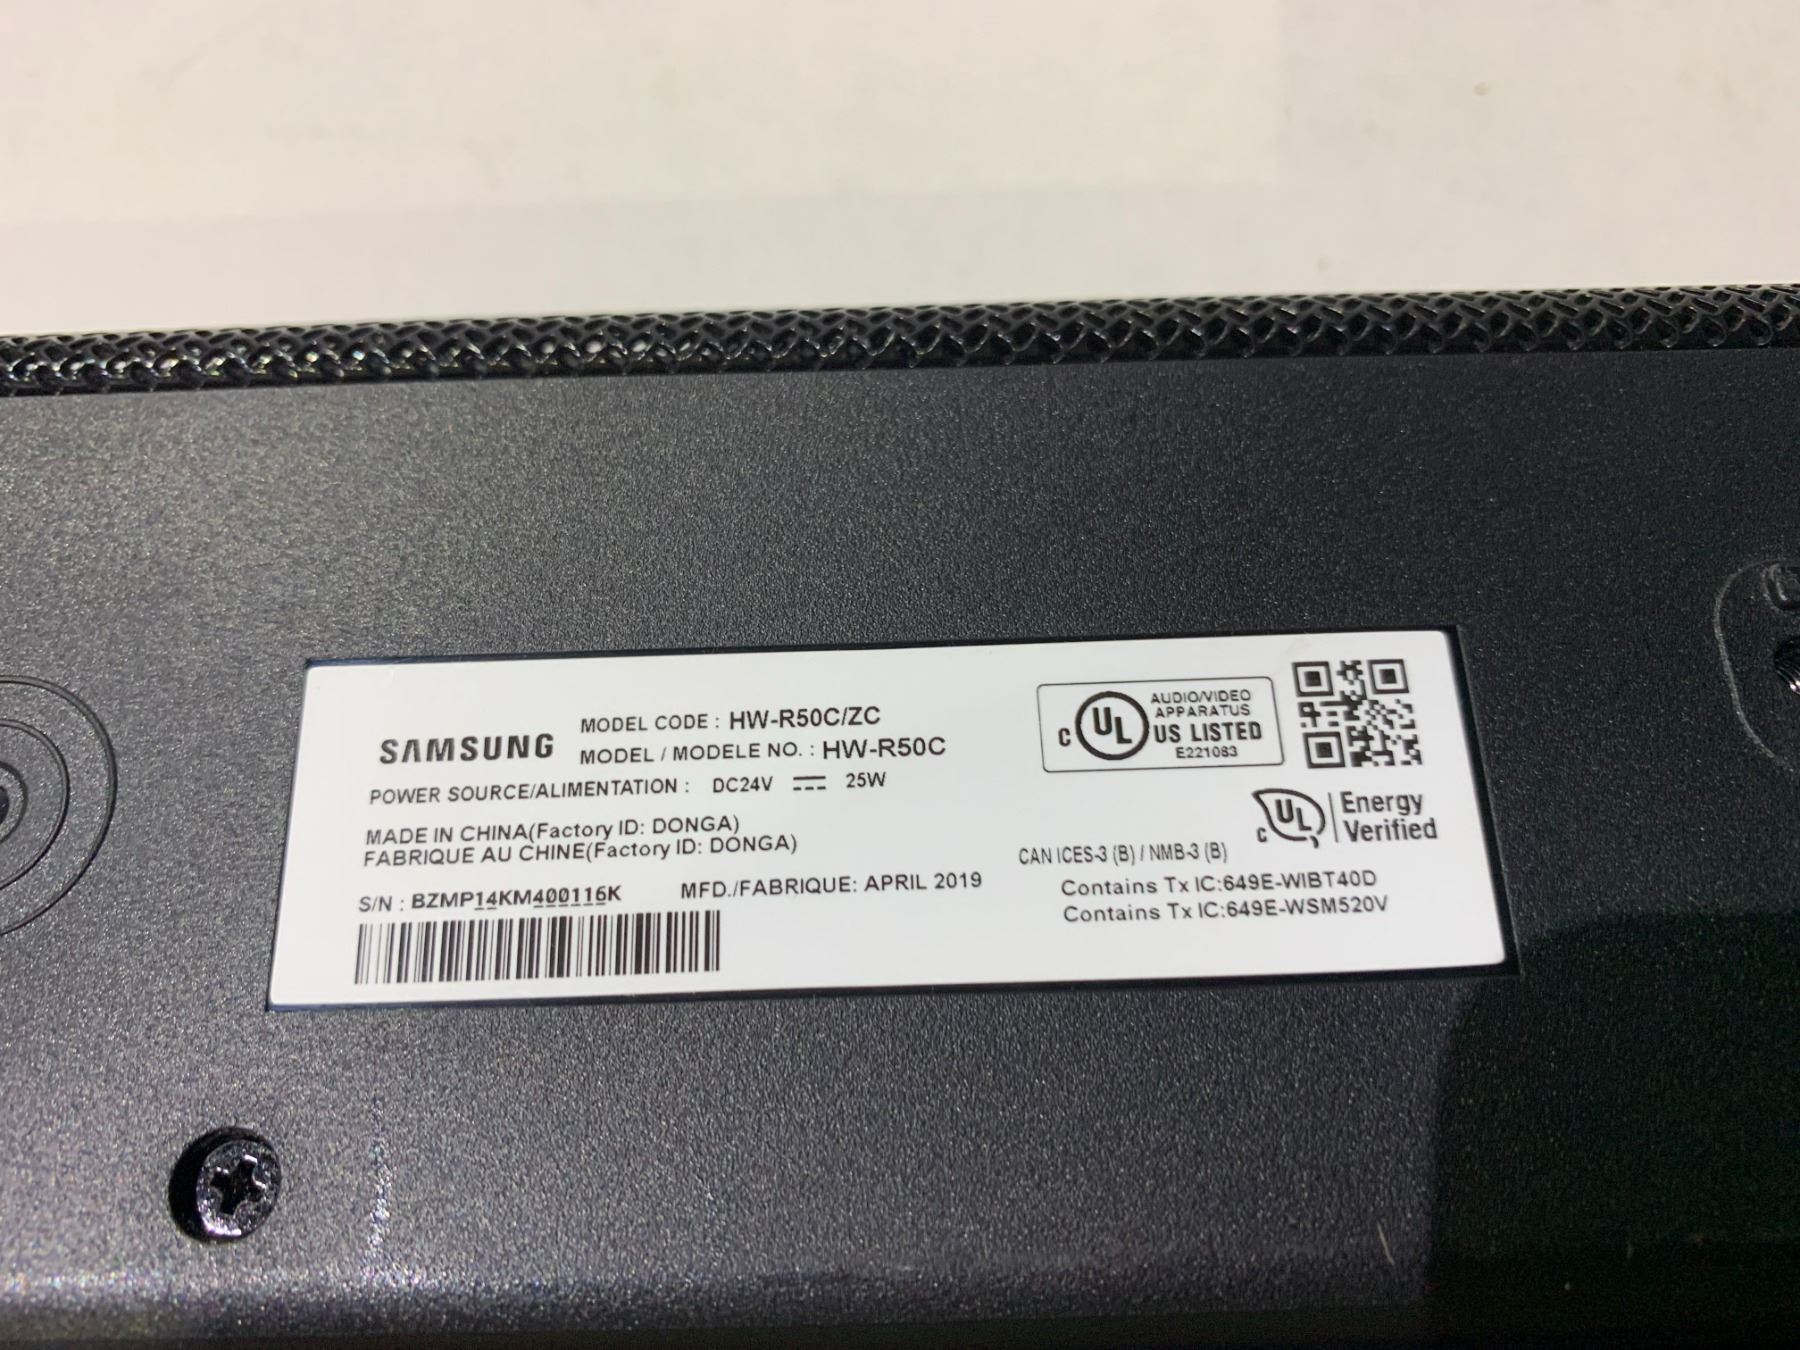 SAMSUNG
MODEL CODE : HW-R50C/ZC
MODEL / MODELE NO. : HW-R50C
POWER SOURCE/ALIMENTATION : DC24V 25W
MADE IN CHINA(Factory ID: DONGA)
FABRIQUE AU CHINE(Factory ID: DONGA)
S/N : BZMP14KM400116K
MFD./FABRIQUE: APRIL 2019
C UL US LISTED
AUDIO/VIDEO
APPARATUS
E221083
C UL Energy
Verified
CAN ICES-3 (B) / NMB-3 (B)
Contains Tx IC:649E-WIBT40D
Contains Tx IC:649E-WSM520V